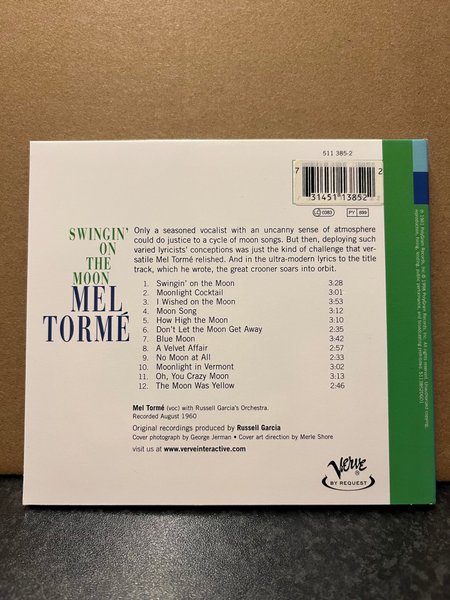 511 385-2
7
31451 13852
2
LC 0383
PY 899
SWINGIN'
ON
THE
MOON
MEL
TORMÉ
Only a seasoned vocalist with an uncanny sense of atmosphere
could do justice to a cycle of moon songs. But then, deploying such
varied lyricists' conceptions was just the kind of challenge that ver-
satile Mel Tormé relished. And in the ultra-modern lyrics to the title
track, which he wrote, the great crooner soars into orbit.
1. Swingin' on the Moon 3:28
2. Moonlight Cocktail 3:01
3. I Wished on the Moon 3:53
4. Moon Song 3:12
5. How High the Moon 3:10
6. Don't Let the Moon Get Away 2:35
7. Blue Moon 3:42
8. A Velvet Affair 2:57
9. No Moon at All 2:33
10. Moonlight in Vermont 3:02
11. Oh, You Crazy Moon 3:13
12. The Moon Was Yellow 2:46
Mel Tormé (voc) with Russell Garcia's Orchestra.
Recorded August 1960
Original recordings produced by Russell Garcia
Cover photograph by George Jerman • Cover art direction by Merle Shore
visit us at www.verveinteractive.com
Verve
BY REQUEST